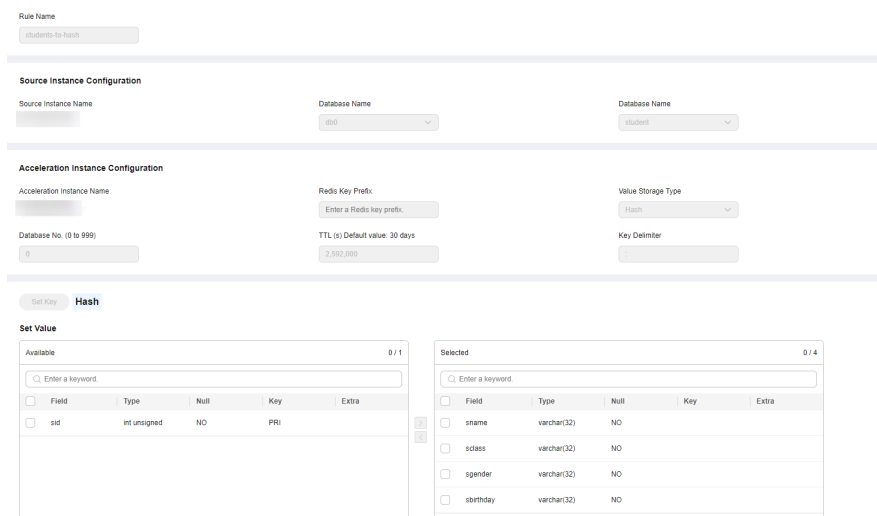 Rule Name
students-to-hash
Source Instance Configuration
Source Instance Name Database Name Database Name
db0 student
Acceleration Instance Configuration
Acceleration Instance Name Redis Key Prefix Value Storage Type
Enter a Redis key prefix. Hash
Database No. (0 to 999) TTL (s) Default value: 30 days Key Delimiter
0 2,592,000
Set Key Hash
Set Value
Available 0 / 1 Selected 0 / 4
Enter a keyword. Enter a keyword.
Field Type Null Key Extra Field Type Null Key Extra
sid int unsigned NO PRI sname varchar(32) NO
sclass varchar(32) NO
sgender varchar(32) NO
sbirthday varchar(32) NO